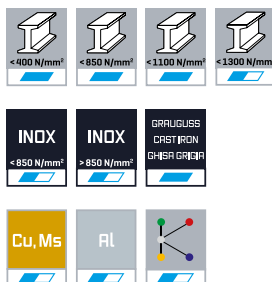 <400 N/mm² <850 N/mm² <1100 N/mm² <1300 N/mm²
INOX INOX GRAUGUSS
CAST IRON
GHISA GRIGIA
<850 N/mm² >850 N/mm²
Cu, Ms Al